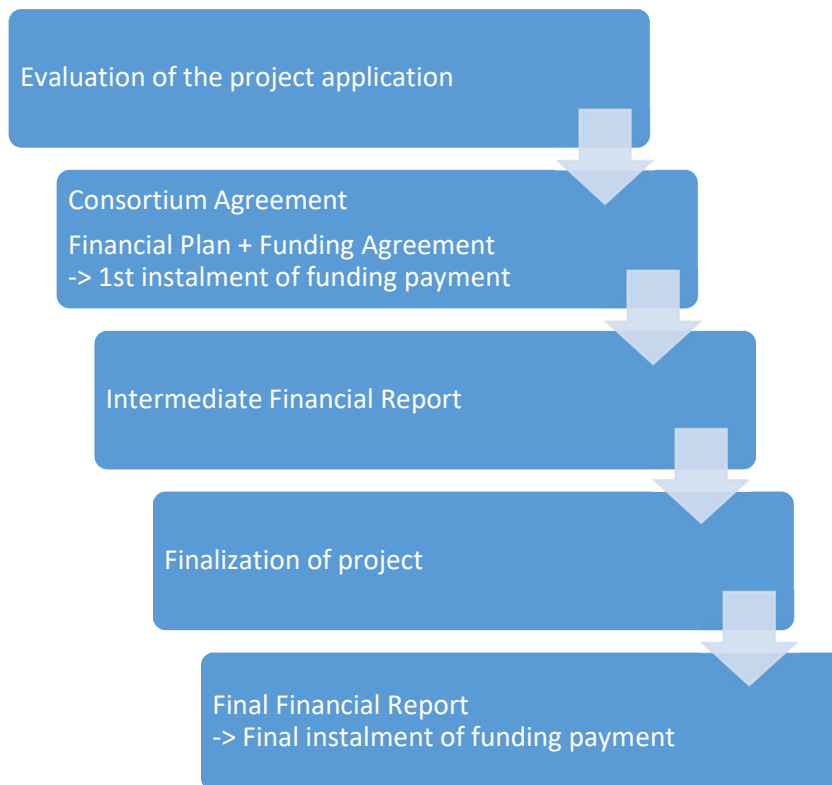 Evaluation of the project application
Consortium Agreement
Financial Plan + Funding Agreement
-> 1st instalment of funding payment
Intermediate Financial Report
Finalization of project
Final Financial Report
-> Final instalment of funding payment